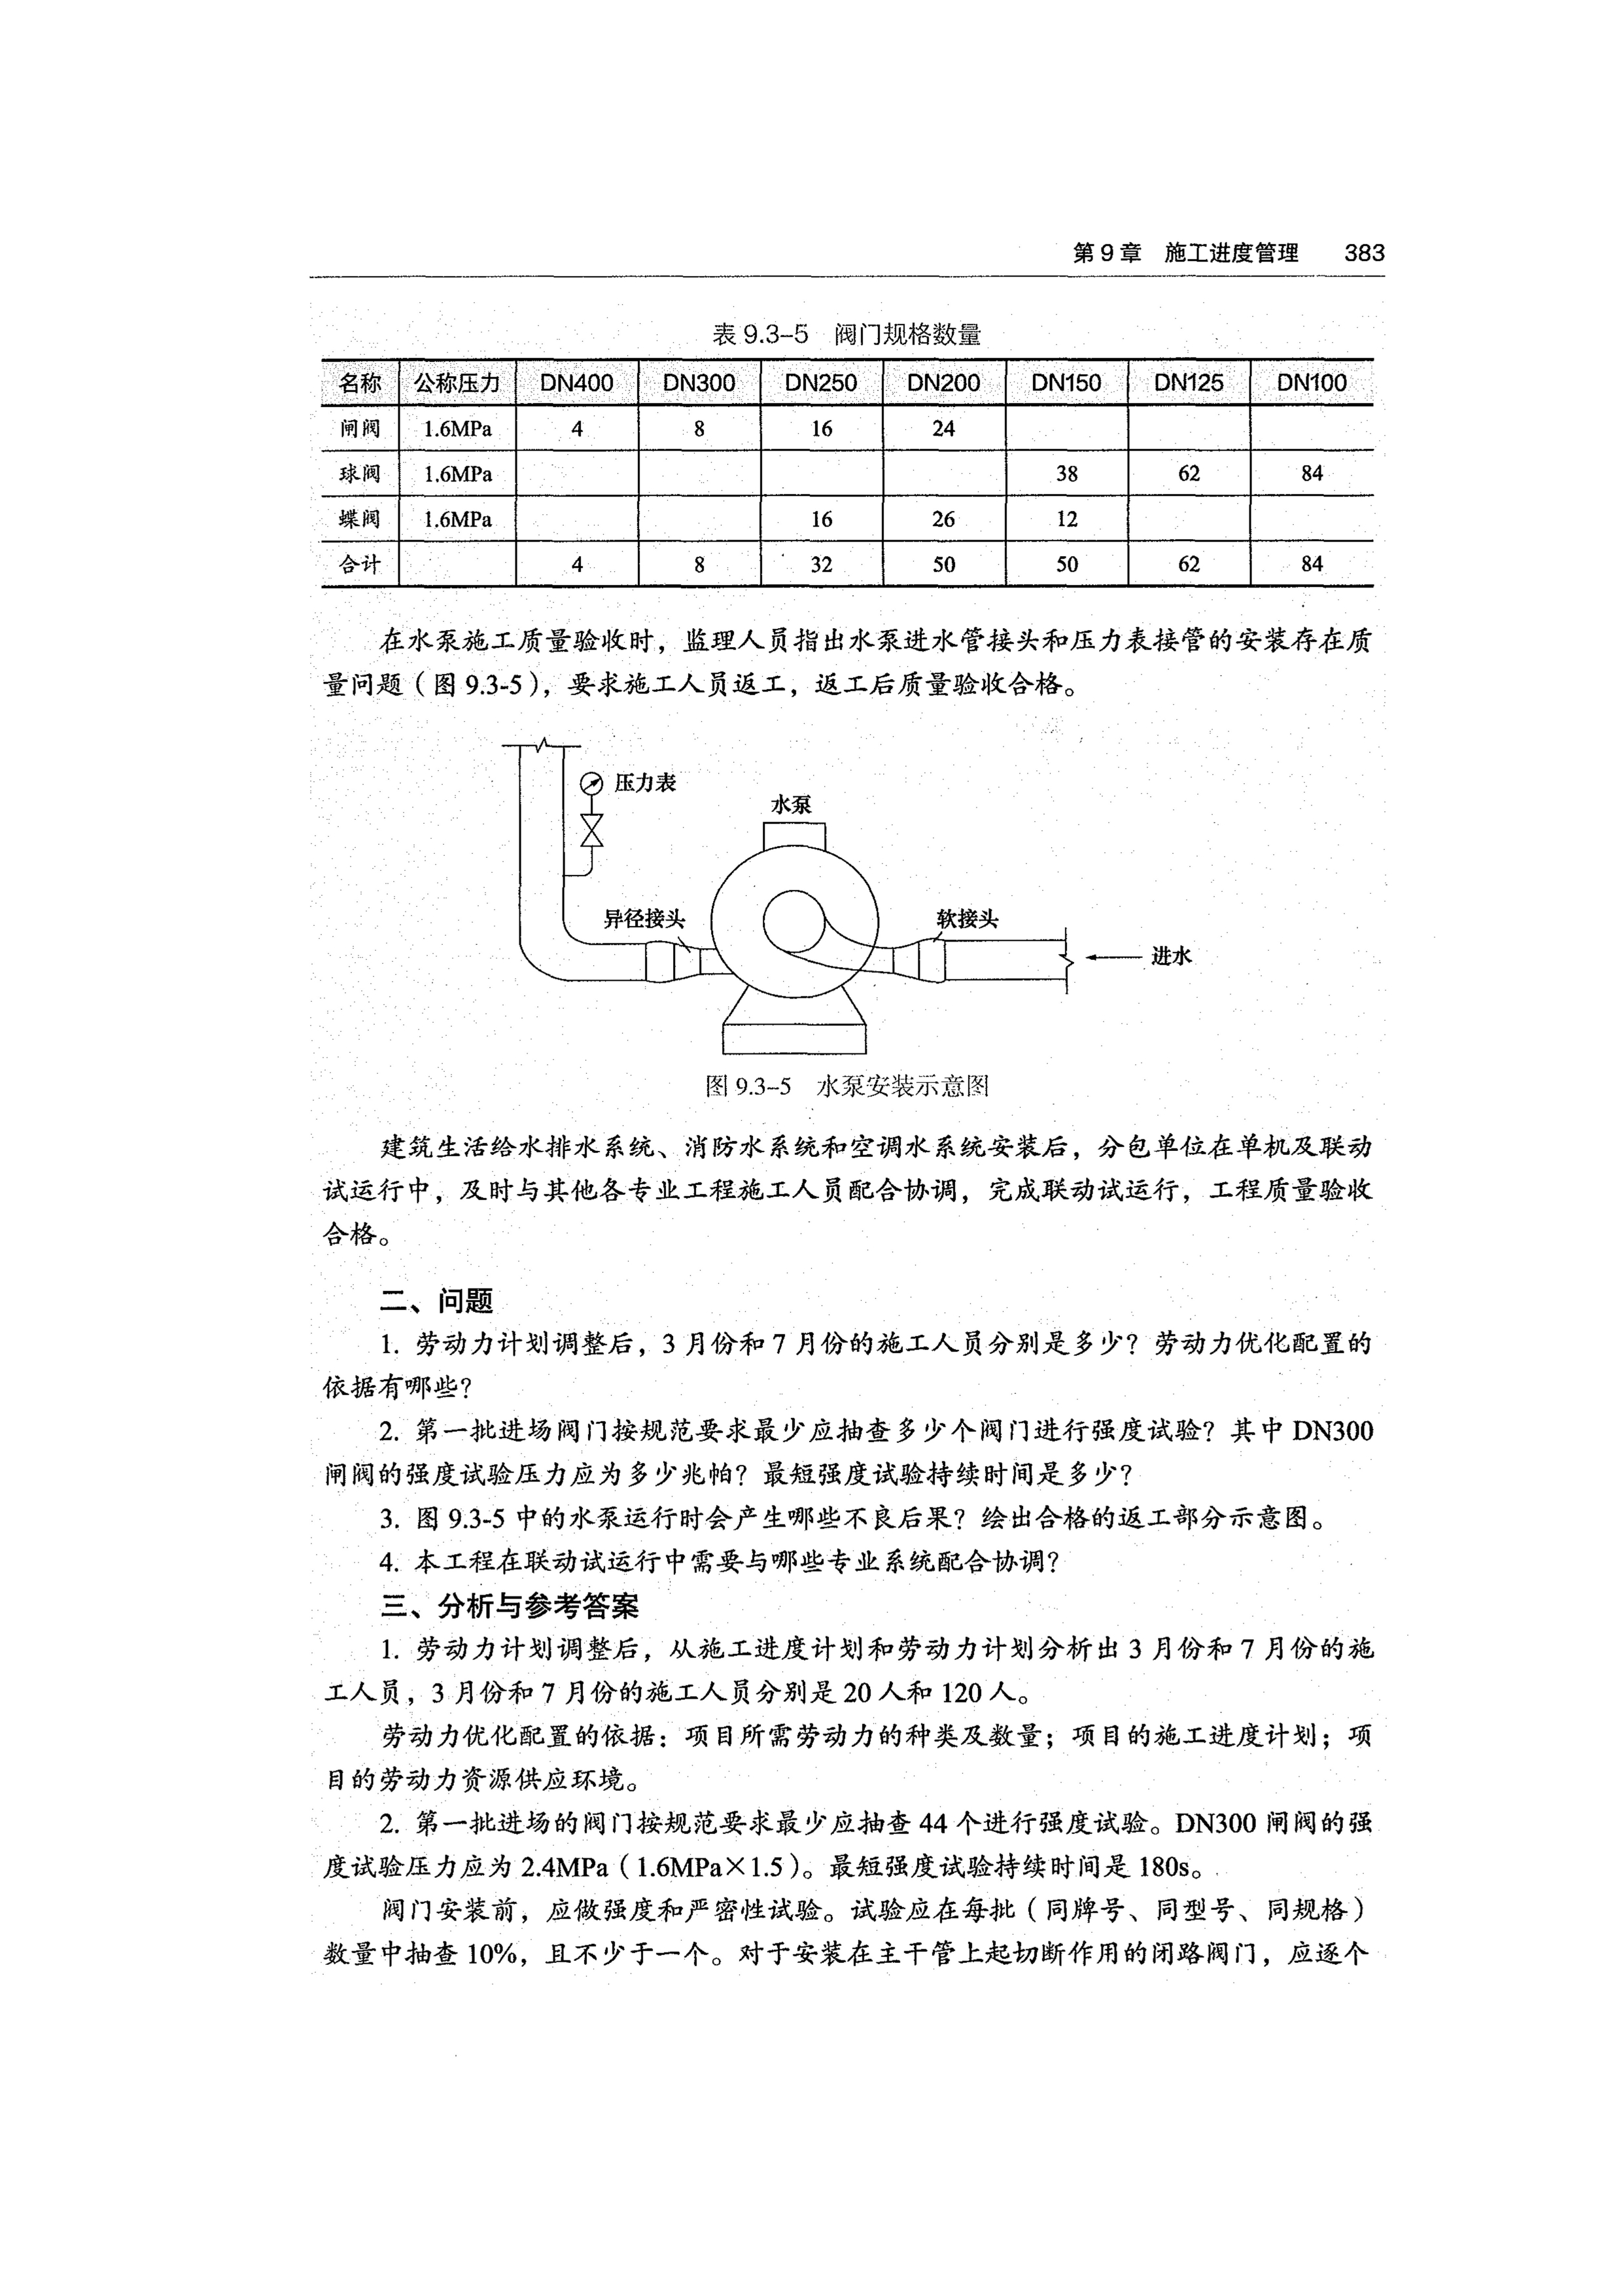 第9章 施工进度管理 383
表 9.3-5 阀门规格数量
名称 公称压力 DN400 DN300 DN250 DN200 DN150 DN125 DN100
闸阀 1.6MPa 4 8 16 24
球阀 1.6MPa 38 62 84
蝶阀 1.6MPa 16 26 12
合计 4 8 32 50 50 62 84
在水泵施工质量验收时，监理人员指出水泵进水管接头和压力表接管的安装存在质
量问题（图 9.3-5），要求施工人员返工，返工后质量验收合格。
压力表
水泵
异径接头
软接头
进水
图 9.3-5 水泵安装示意图
建筑生活给水排水系统、消防水系统和空调水系统安装后，分包单位在单机及联动
试运行中，及时与其他各专业工程施工人员配合协调，完成联动试运行，工程质量验收
合格。
二、问题
1. 劳动力计划调整后，3 月份和 7 月份的施工人员分别是多少？劳动力优化配置的
依据有哪些？
2. 第一批进场阀门按规范要求最少应抽查多少个阀门进行强度试验？其中 DN300
闸阀的强度试验压力应为多少兆帕？最短强度试验持续时间是多少？
3. 图 9.3-5 中的水泵运行时会产生哪些不良后果？绘出合格的返工部分示意图。
4. 本工程在联动试运行中需要与哪些专业系统配合协调？
三、分析与参考答案
1. 劳动力计划调整后，从施工进度计划和劳动力计划分析出 3 月份和 7 月份的施
工人员，3 月份和 7 月份的施工人员分别是 20 人和 120 人。
劳动力优化配置的依据：项目所需劳动力的种类及数量；项目的施工进度计划；项
目的劳动力资源供应环境。
2. 第一批进场的阀门按规范要求最少应抽查 44 个进行强度试验。DN300 闸阀的强
度试验压力应为 2.4MPa（1.6MPa×1.5）。最短强度试验持续时间是 180s。
阀门安装前，应做强度和严密性试验。试验应在每批（同牌号、同型号、同规格）
数量中抽查 10%，且不少于一个。对于安装在主干管上起切断作用的闭路阀门，应逐个